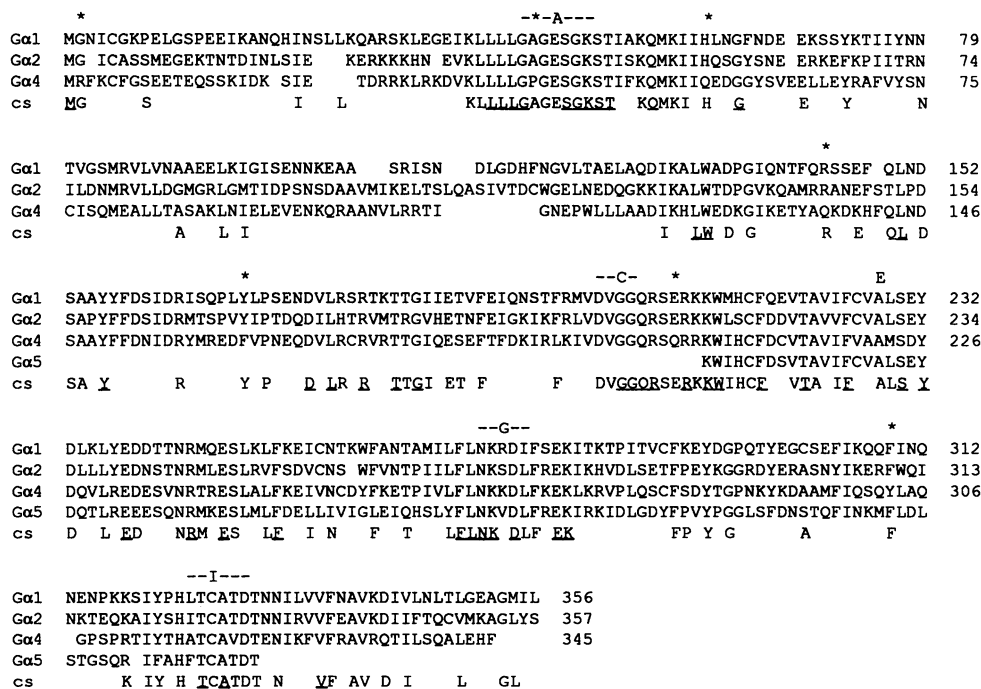 * --*-A---- *
Gα1 MGNICGKPELGSPEEIKANQHINSLLKQARSKLEGEIKLLLLGAGESGKSTIAKQMKIIHLNGFNDE EKSSYKTIIYNN 79
Gα2 MG ICASSMEGEKTNTDINLSIE KERKKKHN EVKLLLLGAGESGKSTISKQMKIIHQSGYSNEE ERKEFKPIITRN 74
Gα4 MRFKCFGSEETEQSSKIDK SIE TDRRKLRKDVKLLLLGPGESGKSTIFKQMKIIQEDGGYSVEELLEYRAFVYSN 75
cs MG S I L KLLLLGAGESGKST KQMKI H G E Y N
*
Gα1 TVGSMRVLVNAAEELKIGISENNKEAA SRISN DLGDHFNGVLTAELAQDIKALWADPGIQNTFQRSSEF QLND 152
Gα2 ILDNMRVLLDGMGRLGMTIDPSNSDAAVMIKELTSLQASIVTDCWGELNEDQGKKIKALWTDPGVKQAMRRANEFSTLPD 154
Gα4 CISQMEALLTASAKLNIELEVENKQRAANVLRRTI GNEPWLLLAADIKHLWEDKGIKETYAQKDKHFQLND 146
cs A L I I LW D G R E QL D
* --C- * E
Gα1 SAAYYFDSIDRISQPLYLPSENDVLRSRTKTTGIIETVFEIQNSTFRMVDVGGQRSERKKWMHCFQEVTAVIFCVALSEY 232
Gα2 SAPYFFDSIDRMTSPVYIPTDQDILHTRVMTRGVHETNFEIGKIKFRLVDVGGQRSERKKWLSCFDDVTAVVFCVALSEY 234
Gα4 SAAYYFDNIDRYMREDFVPNEQDVLRCRVRTTGIQESEFTFDKIRLKIVDVGGQRSQRRKWIHCFDCVTAVIFVAAMSDY 226
Gα5 KWIHCFDSVTAVIFCVALSEY
cs SA Y R Y P D LR R TTGI ET F F DVGGQRSERKKWIHCF VTA IF ALS Y
--G-- *
Gα1 DLKLYEDDTTNRMQESLKLFKEICNTKWFANTAMILFLNKRDIFSEKITKTPITVCFKEYDGPQTYEGCSEFIKQQFINQ 312
Gα2 DLLLYEDNSTNRMLESLRVFSDVCNS WFVNTPIILFLNKSDLFREKIKHVDLSETFPEYKGGRDYERASNYIKERFWQI 313
Gα4 DQVLREDESVNRTRESLALFKEIVNCDYFKETPIVLFLNKKDLFKEKLKRVPLQSCFSDYTGPNKYKDAAMFIQSQYLAQ 306
Gα5 DQTLREEESQNRMKESLMLFDELLIVIGLEIQHSLYFLNKVDLFREKIRKIDLGDYFPVYPGGLSFDNSTQFINKMFLDL
cs D L ED NRM ES LF I N F T LFLNK DLF EK FP Y G A F
--I---
Gα1 NENPKKSIYPHLTCATDTNNILVVFNAVKDIVLNLTLGEAGMIL 356
Gα2 NKTEQKAIYSHITCATDTNNIRVVFEAVKDIIFTQCVMKAGLYS 357
Gα4 GPSPRTIYTHATCAVDTENIKFVFRAVRQTILSQALEHF 345
Gα5 STGSQR IFAHFTCATDT
cs K IY H TCATDT N VF AV D I L GL